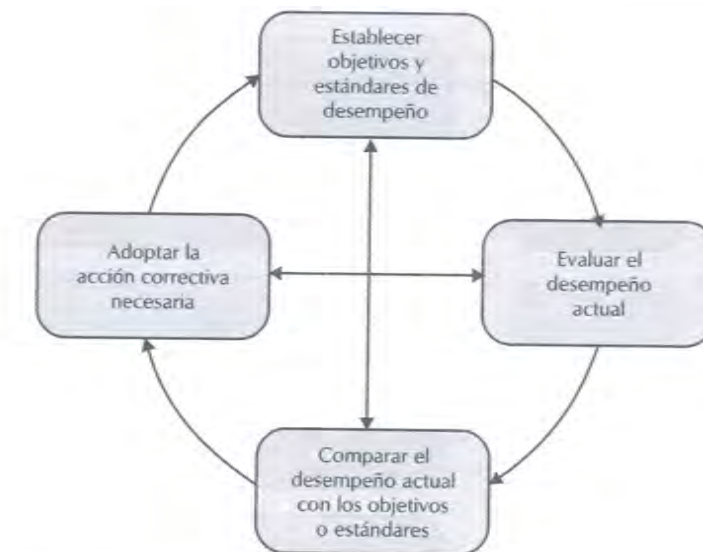 Establecer
objetivos y
estándares de
desempeño
Adoptar la
acción correctiva
necesaria
Evaluar el
desempeño
actual
Comparar el
desempeño actual
con los objetivos
o estándares